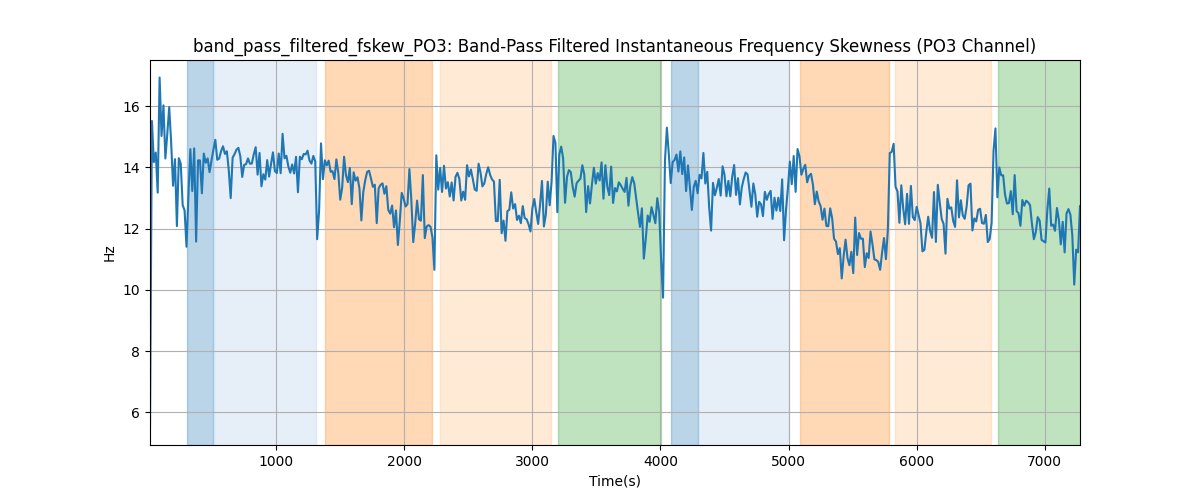 band_pass_filtered_fskew_PO3: Band-Pass Filtered Instantaneous Frequency Skewness (PO3 Channel)
16
14
12
10
8
6
Hz
1000 2000 3000 4000 5000 6000 7000
Time(s)